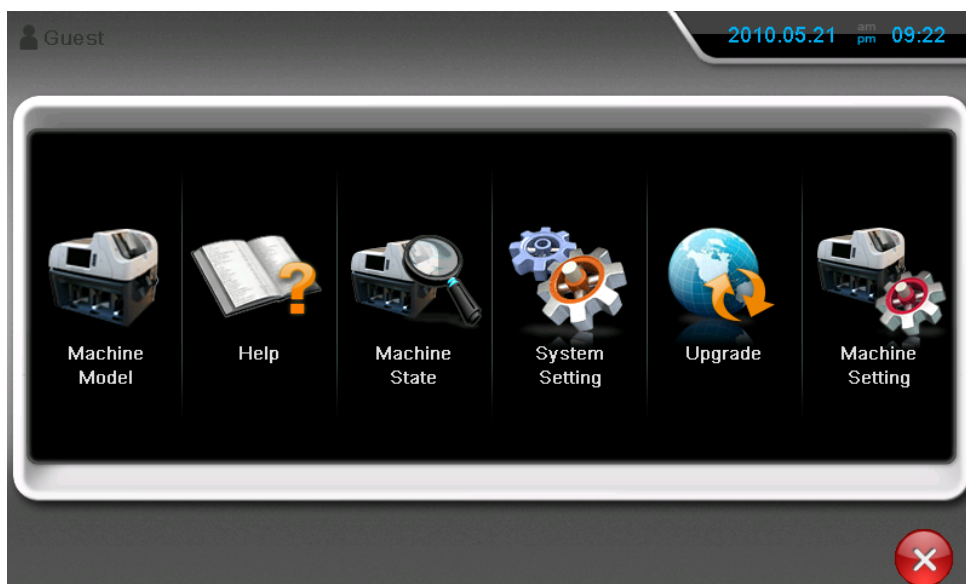 Guest
2010.05.21 am pm 09:22
Machine
Model
Help
Machine
State
System
Setting
Upgrade
Machine
Setting